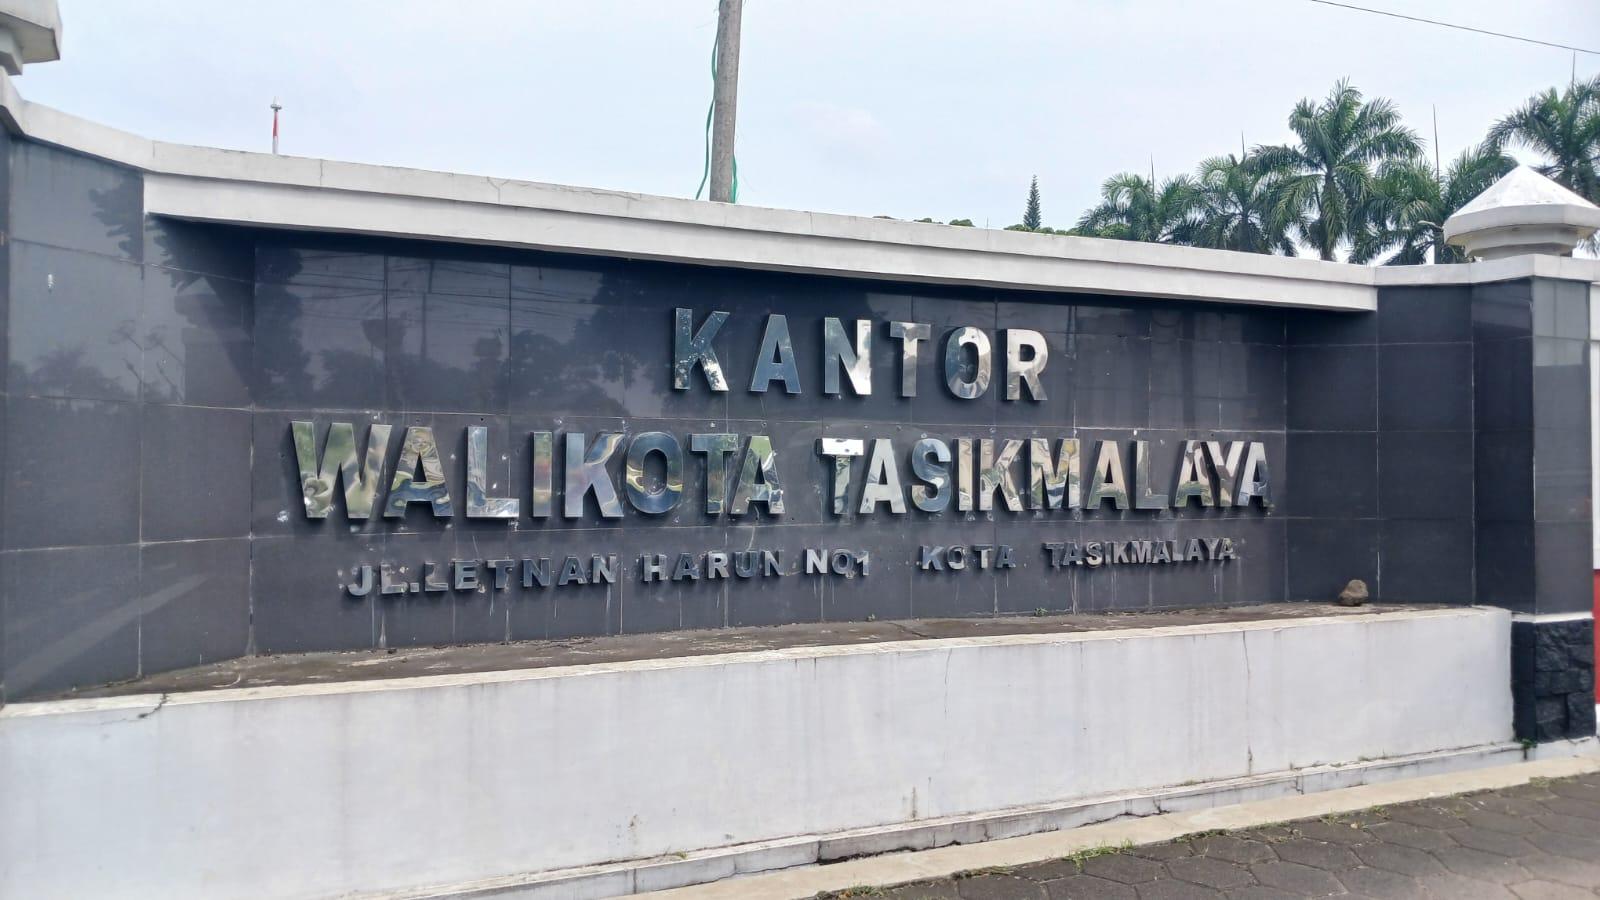 KANTOR
WALIKOTA TASIKMALAYA
JL.LETNAN HARUN NO1 KOTA TASIKMALAYA